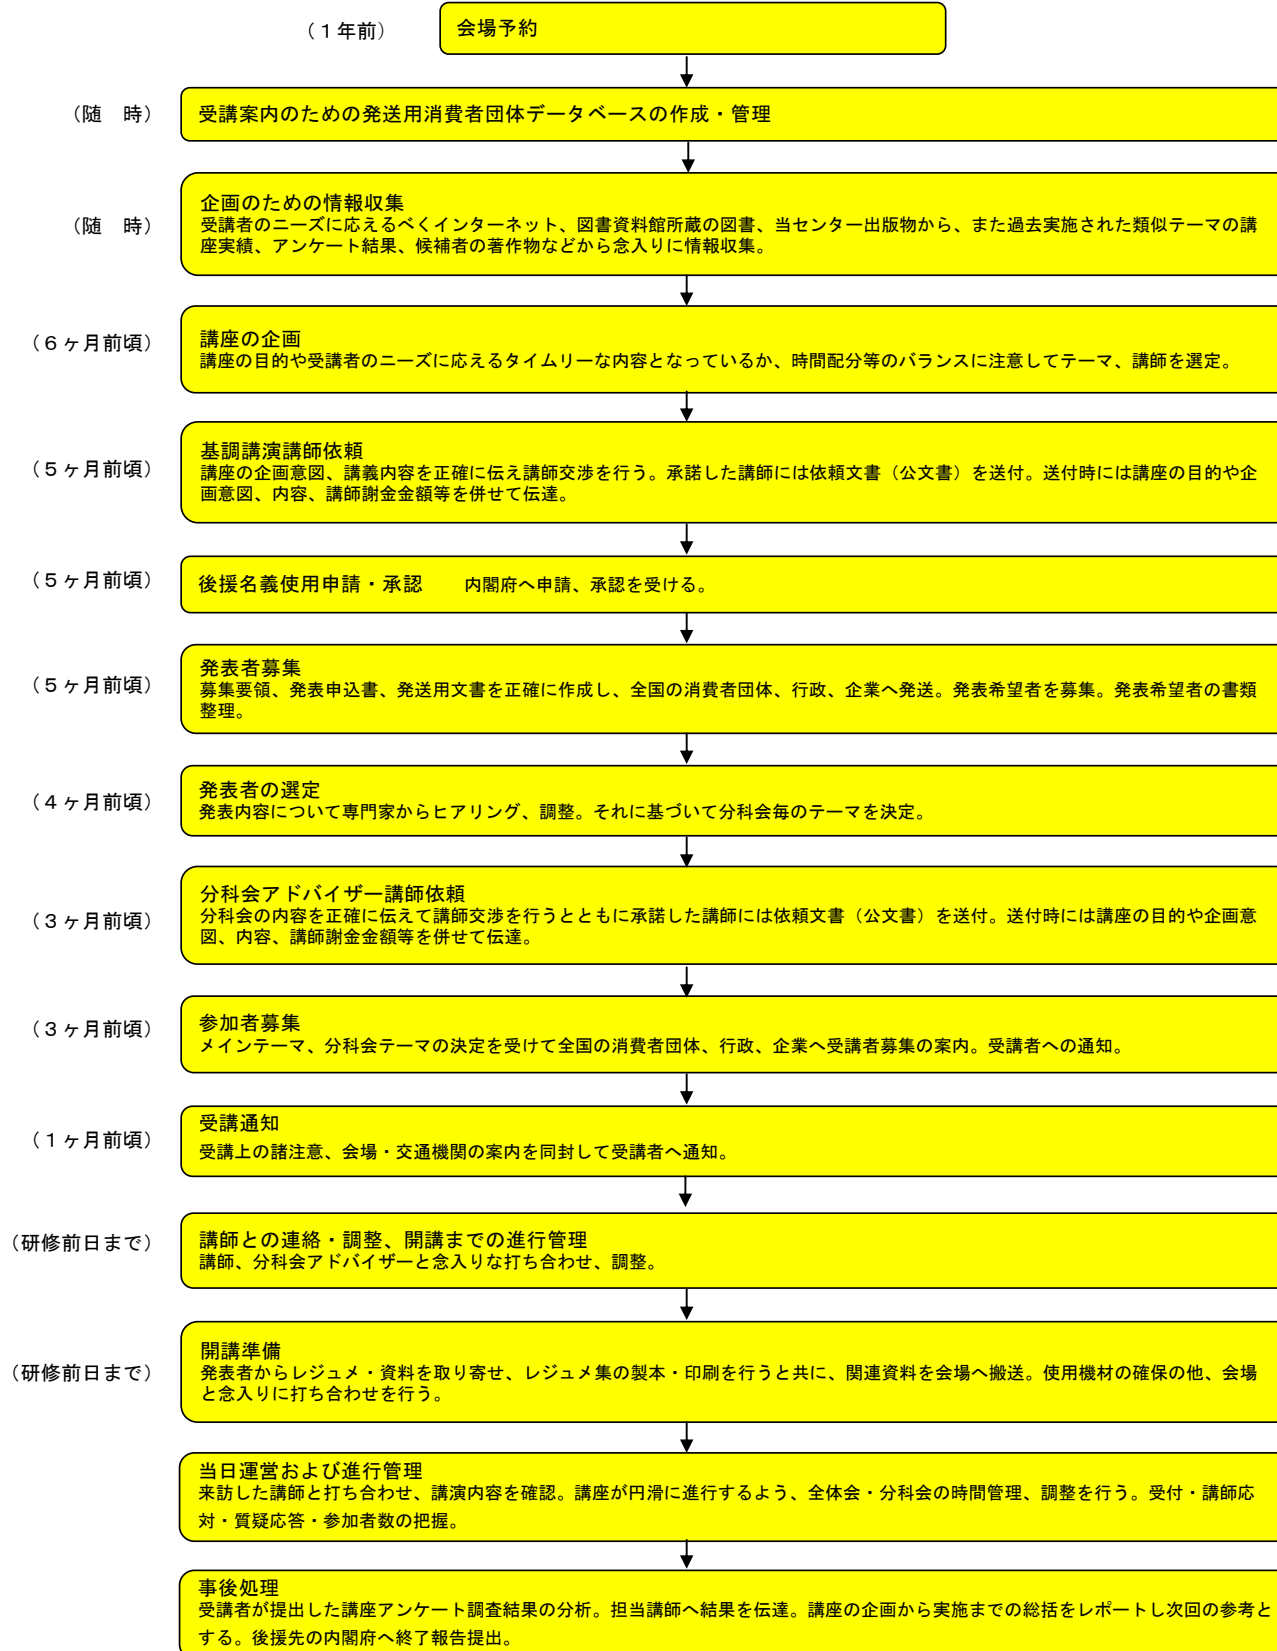 （１年前）
会場予約
（随　時）
受講案内のための発送用消費者団体データベースの作成・管理
（随　時）
企画のための情報収集
受講者のニーズに応えるべくインターネット、図書資料館所蔵の図書、当センター出版物から、また過去実施された類似テーマの講
座実績、アンケート結果、候補者の著作物などから念入りに情報収集。
（６ヶ月前頃）
講座の企画
講座の目的や受講者のニーズに応えるタイムリーな内容となっているか、時間配分等のバランスに注意してテーマ、講師を選定。
（５ヶ月前頃）
基調講演講師依頼
講座の企画意図、講義内容を正確に伝え講師交渉を行う。承諾した講師には依頼文書（公文書）を送付。送付時には講座の目的や企
画意図、内容、講師謝金金額等を併せて伝達。
（５ヶ月前頃）
後援名義使用申請・承認　　内閣府へ申請、承認を受ける。
（５ヶ月前頃）
発表者募集
募集要領、発表申込書、発送用文書を正確に作成し、全国の消費者団体、行政、企業へ発送。発表希望者を募集。発表希望者の書類
整理。
（４ヶ月前頃）
発表者の選定
発表内容について専門家からヒアリング、調整。それに基づいて分科会毎のテーマを決定。
（３ヶ月前頃）
分科会アドバイザー講師依頼
分科会の内容を正確に伝えて講師交渉を行うとともに承諾した講師には依頼文書（公文書）を送付。送付時には講座の目的や企画意
図、内容、講師謝金金額等を併せて伝達。
（３ヶ月前頃）
参加者募集
メインテーマ、分科会テーマの決定を受けて全国の消費者団体、行政、企業へ受講者募集の案内。受講者への通知。
（１ヶ月前頃）
受講通知
受講上の諸注意、会場・交通機関の案内を同封して受講者へ通知。
（研修前日まで）
講師との連絡・調整、開講までの進行管理
講師、分科会アドバイザーと念入りな打ち合わせ、調整。
（研修前日まで）
開講準備
発表者からレジュメ・資料を取り寄せ、レジュメ集の製本・印刷を行うと共に、関連資料を会場へ搬送。使用機材の確保の他、会場
と念入りに打ち合わせを行う。
当日運営および進行管理
来訪した講師と打ち合わせ、講演内容を確認。講座が円滑に進行するよう、全体会・分科会の時間管理、調整を行う。受付・講師応
対・質疑応答・参加者数の把握。
事後処理
受講者が提出した講座アンケート調査結果の分析。担当講師へ結果を伝達。講座の企画から実施までの総括をレポートし次回の参考と
する。後援先の内閣府へ終了報告提出。